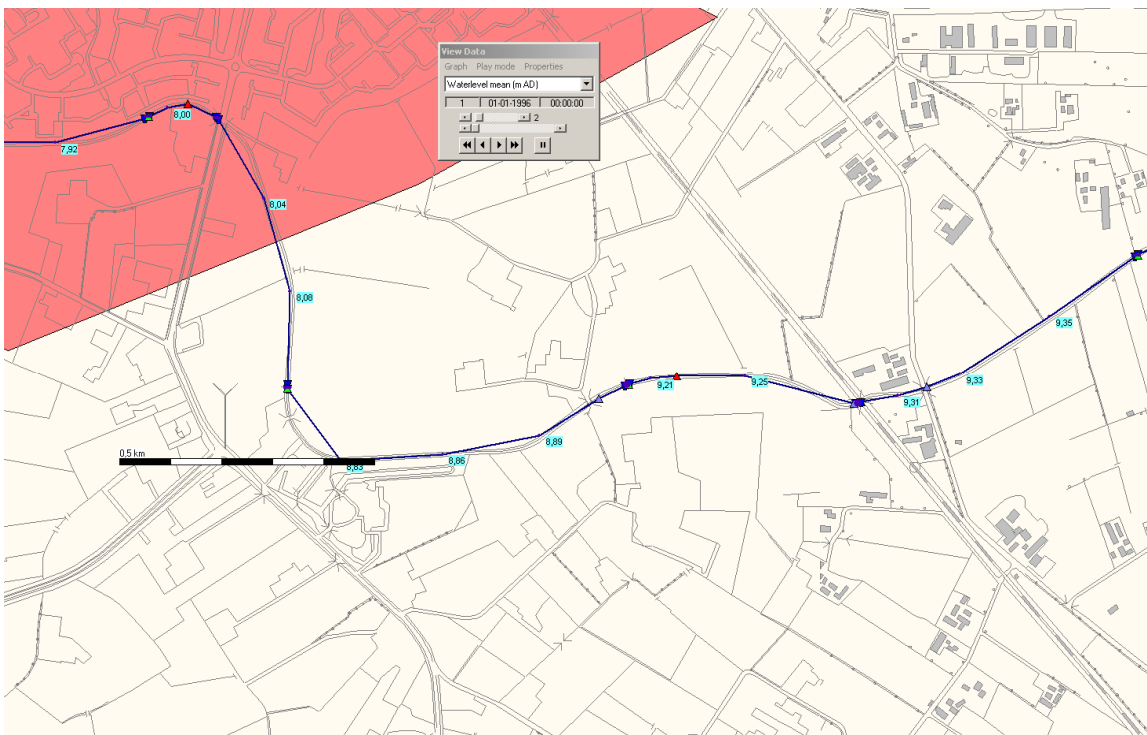 View Data
Graph Play mode Properties
Waterlevel mean (m AD)
1 01-01-1996 00:00:00
2
8,00
7,92
8,04
8,08
9,35
9,33
9,31
9,25
9,21
8,89
8,86
0,5 km
8,83